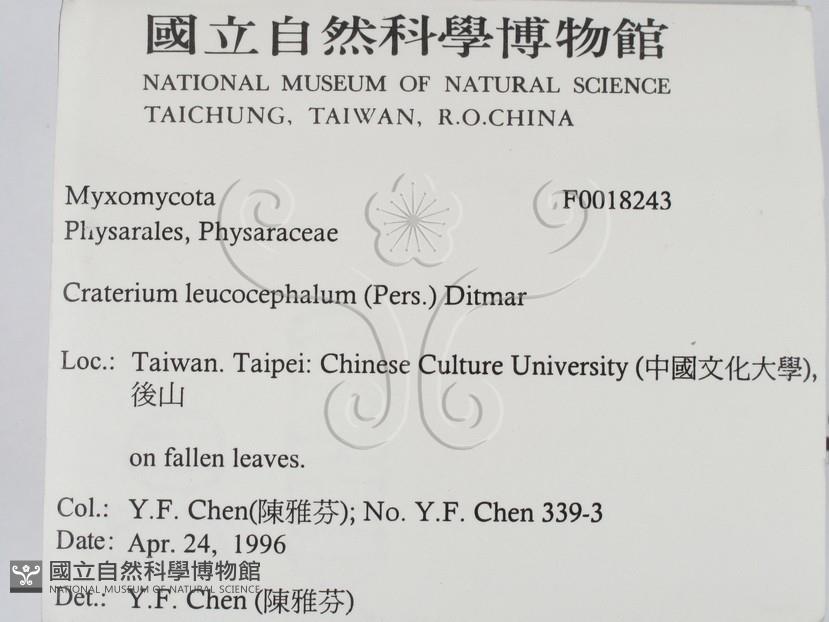 國立自然科學博物館
NATIONAL MUSEUM OF NATURAL SCIENCE
TAICHUNG, TAIWAN, R.O.CHINA
Myxomycota F0018243
Physarales, Physaraceae
Craterium leucocephalum (Pers.) Ditmar
Loc.: Taiwan. Taipei: Chinese Culture University (中國文化大學),
後山
on fallen leaves.
Col.: Y.F. Chen(陳雅芬); No. Y.F. Chen 339-3
Date: Apr. 24, 1996
國立自然科學博物館
NATIONAL MUSEUM OF NATURAL SCIENCE
Det.: Y.F. Chen (陳雅芬)